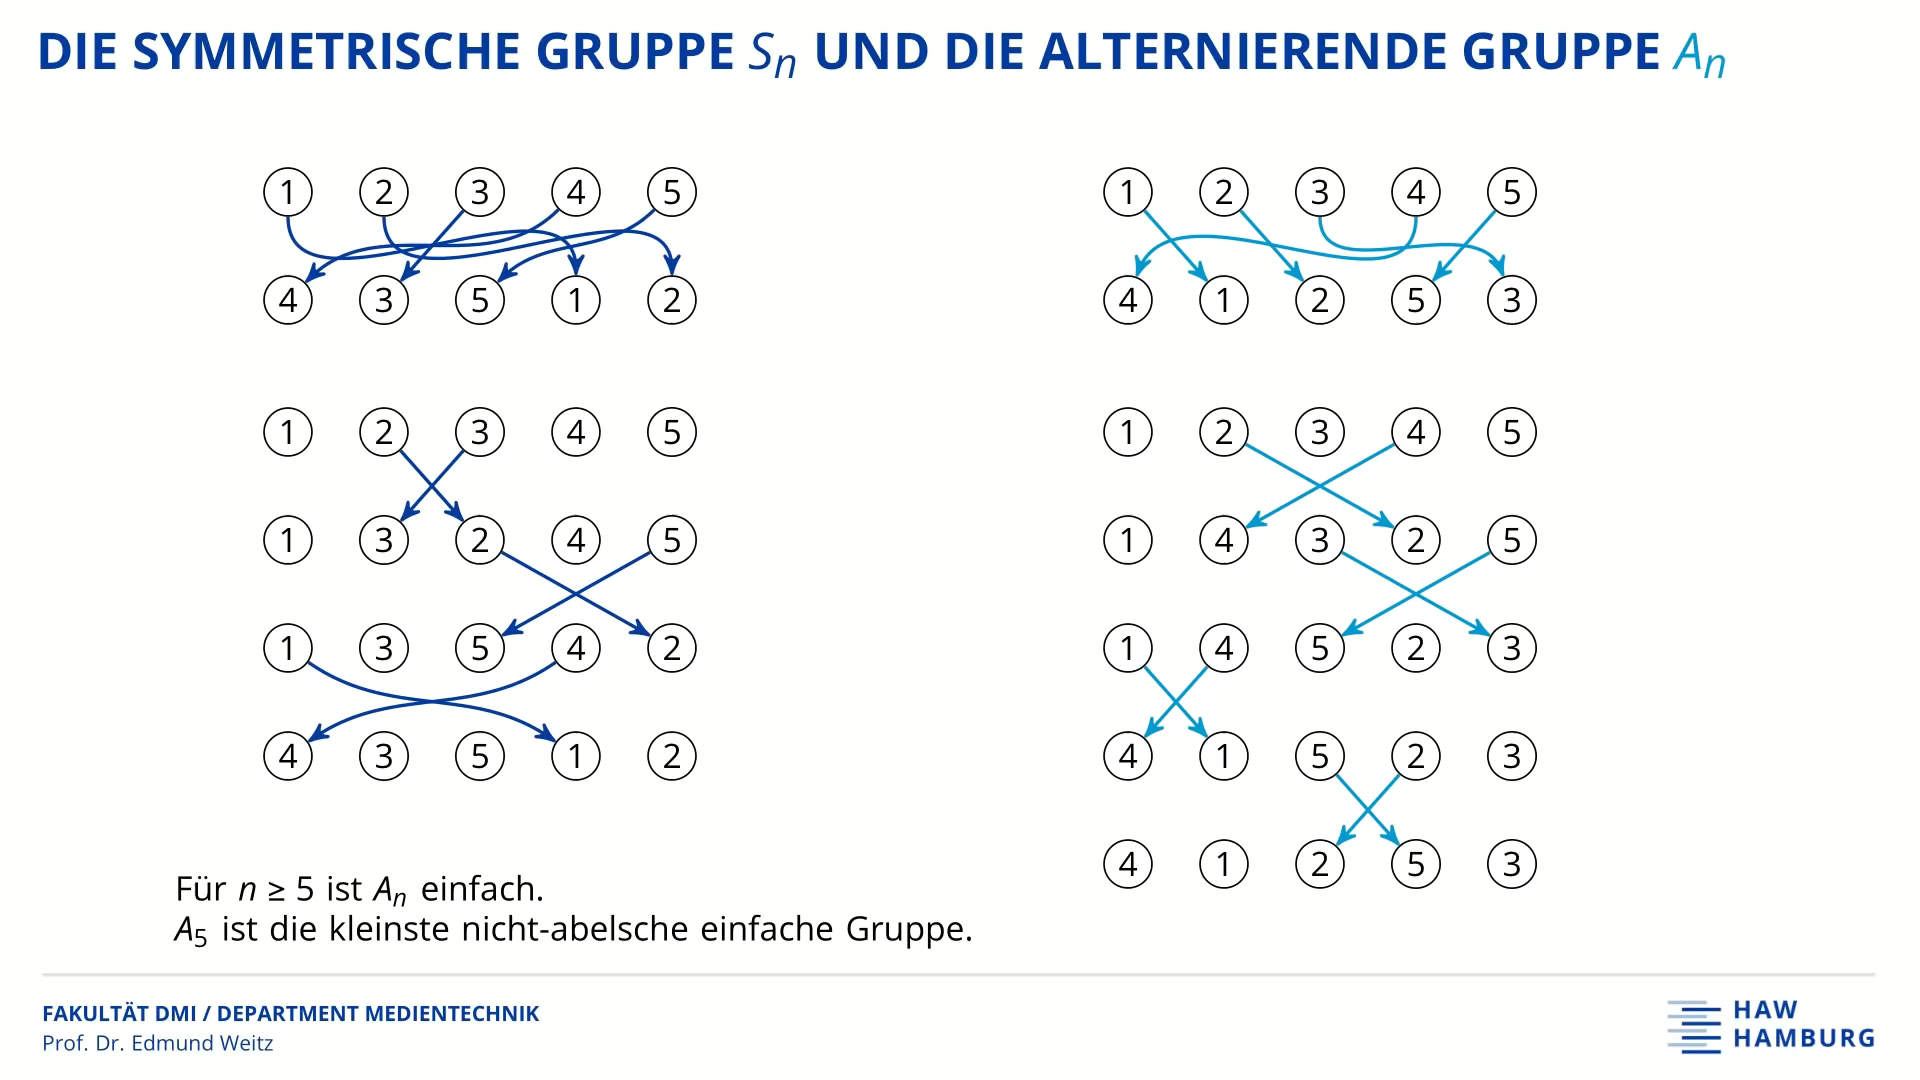 DIE SYMMETRISCHE GRUPPE Sn UND DIE ALTERNIERENDE GRUPPE An
1 2 3 4 5
4 3 5 1 2
1 2 3 4 5
1 3 2 4 5
1 3 5 4 2
4 3 5 1 2
1 2 3 4 5
4 1 2 5 3
1 2 3 4 5
1 4 3 2 5
1 4 5 2 3
4 1 5 2 3
4 1 2 5 3
Für n ≥ 5 ist An einfach.
A5 ist die kleinste nicht-abelsche einfache Gruppe.
FAKULTÄT DMI / DEPARTMENT MEDIENTECHNIK
Prof. Dr. Edmund Weitz
HAW
HAMBURG